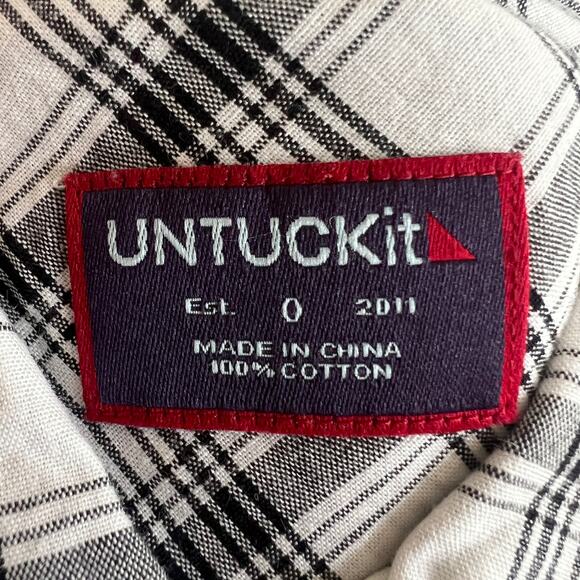 UNTUCKit
Est. 0 2011
MADE IN CHINA
100% COTTON